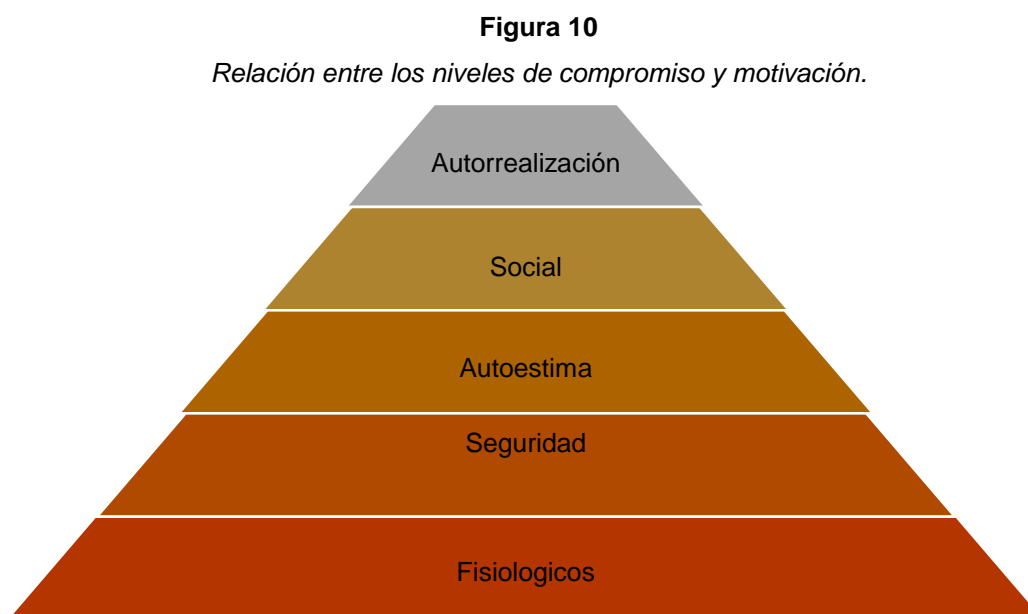 Figura 10
Relación entre los niveles de compromiso y motivación.
Autorrealización
Social
Autoestima
Seguridad
Fisiologicos